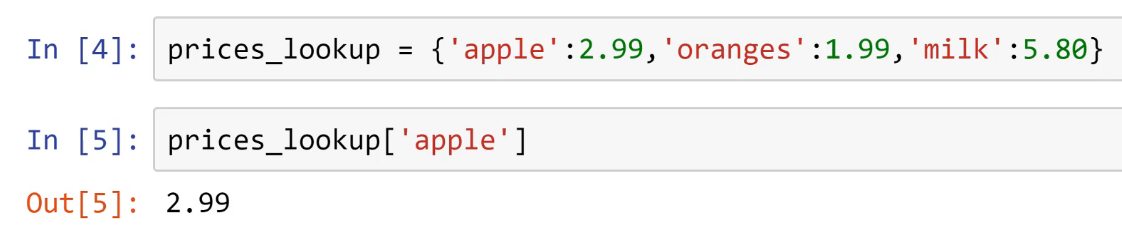 In [4]: prices_lookup = {'apple':2.99,'oranges':1.99,'milk':5.80}
In [5]: prices_lookup['apple']
Out[5]: 2.99